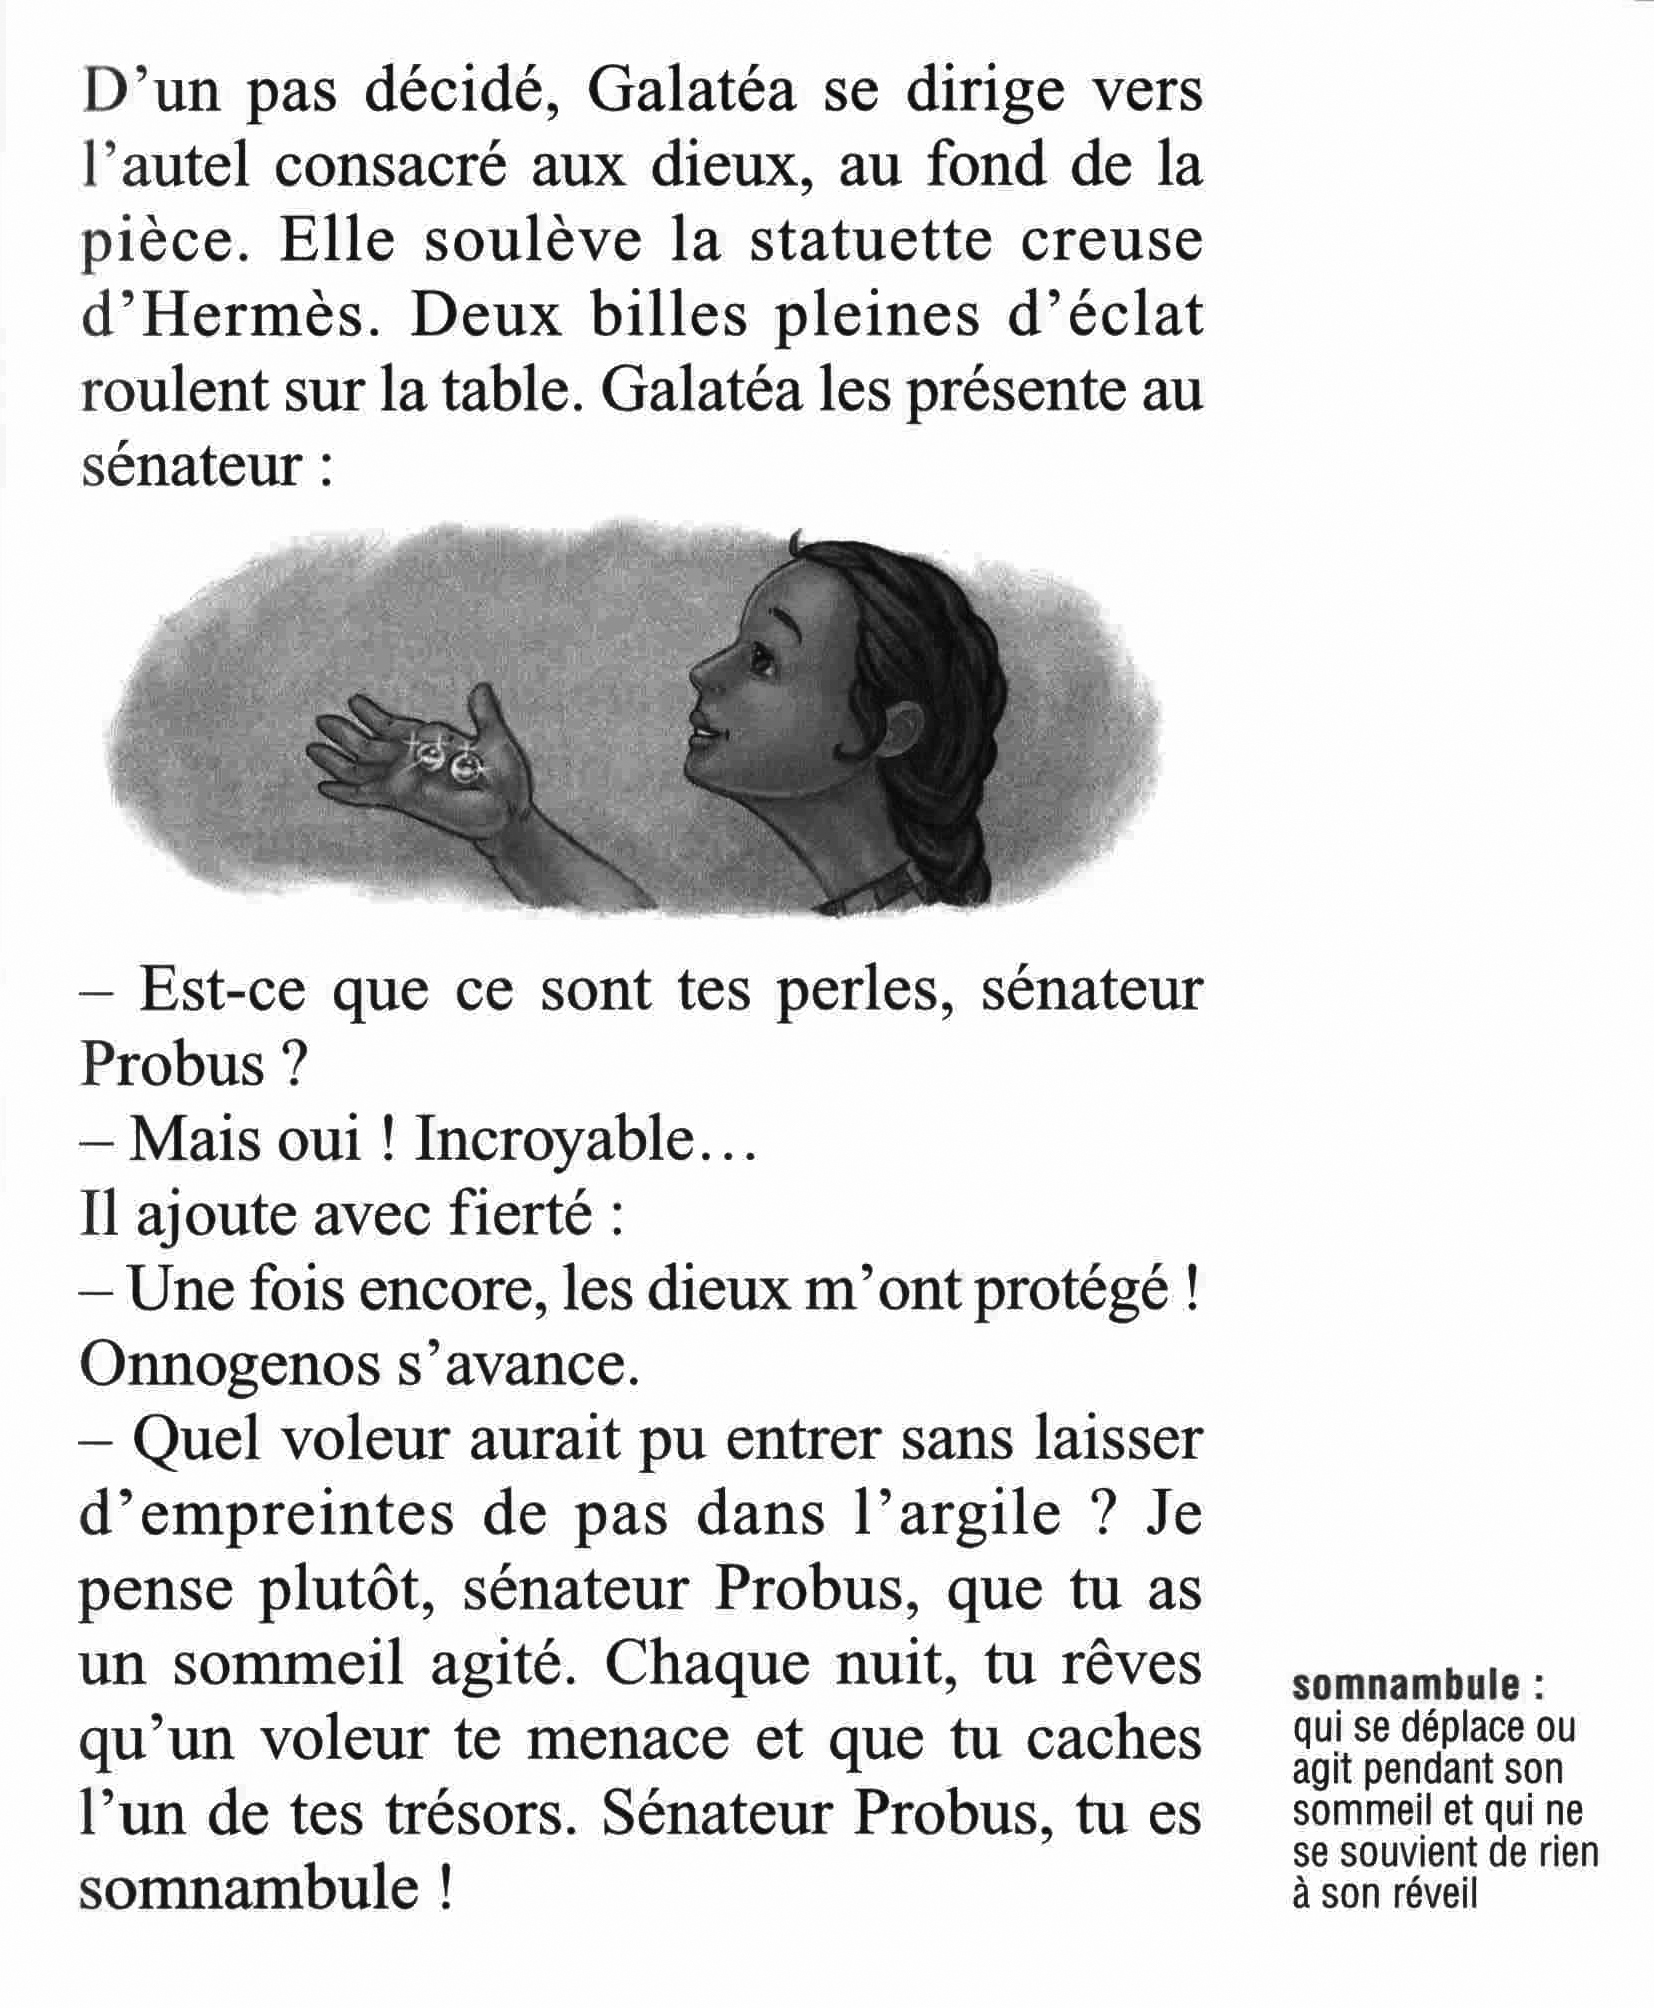 D’un pas décidé, Galatéa se dirige vers
l’autel consacré aux dieux, au fond de la
pièce. Elle soulève la statuette creuse
d’Hermès. Deux billes pleines d’éclat
roulent sur la table. Galatéa les présente au
sénateur :
– Est-ce que ce sont tes perles, sénateur
Probus ?
– Mais oui ! Incroyable…
Il ajoute avec fierté :
– Une fois encore, les dieux m’ont protégé !
Onnogenos s’avance.
– Quel voleur aurait pu entrer sans laisser
d’empreintes de pas dans l’argile ? Je
pense plutôt, sénateur Probus, que tu as
un sommeil agité. Chaque nuit, tu rêves
qu’un voleur te menace et que tu caches
l’un de tes trésors. Sénateur Probus, tu es
somnambule !
somnambule :
qui se déplace ou
agit pendant son
sommeil et qui ne
se souvient de rien
à son réveil